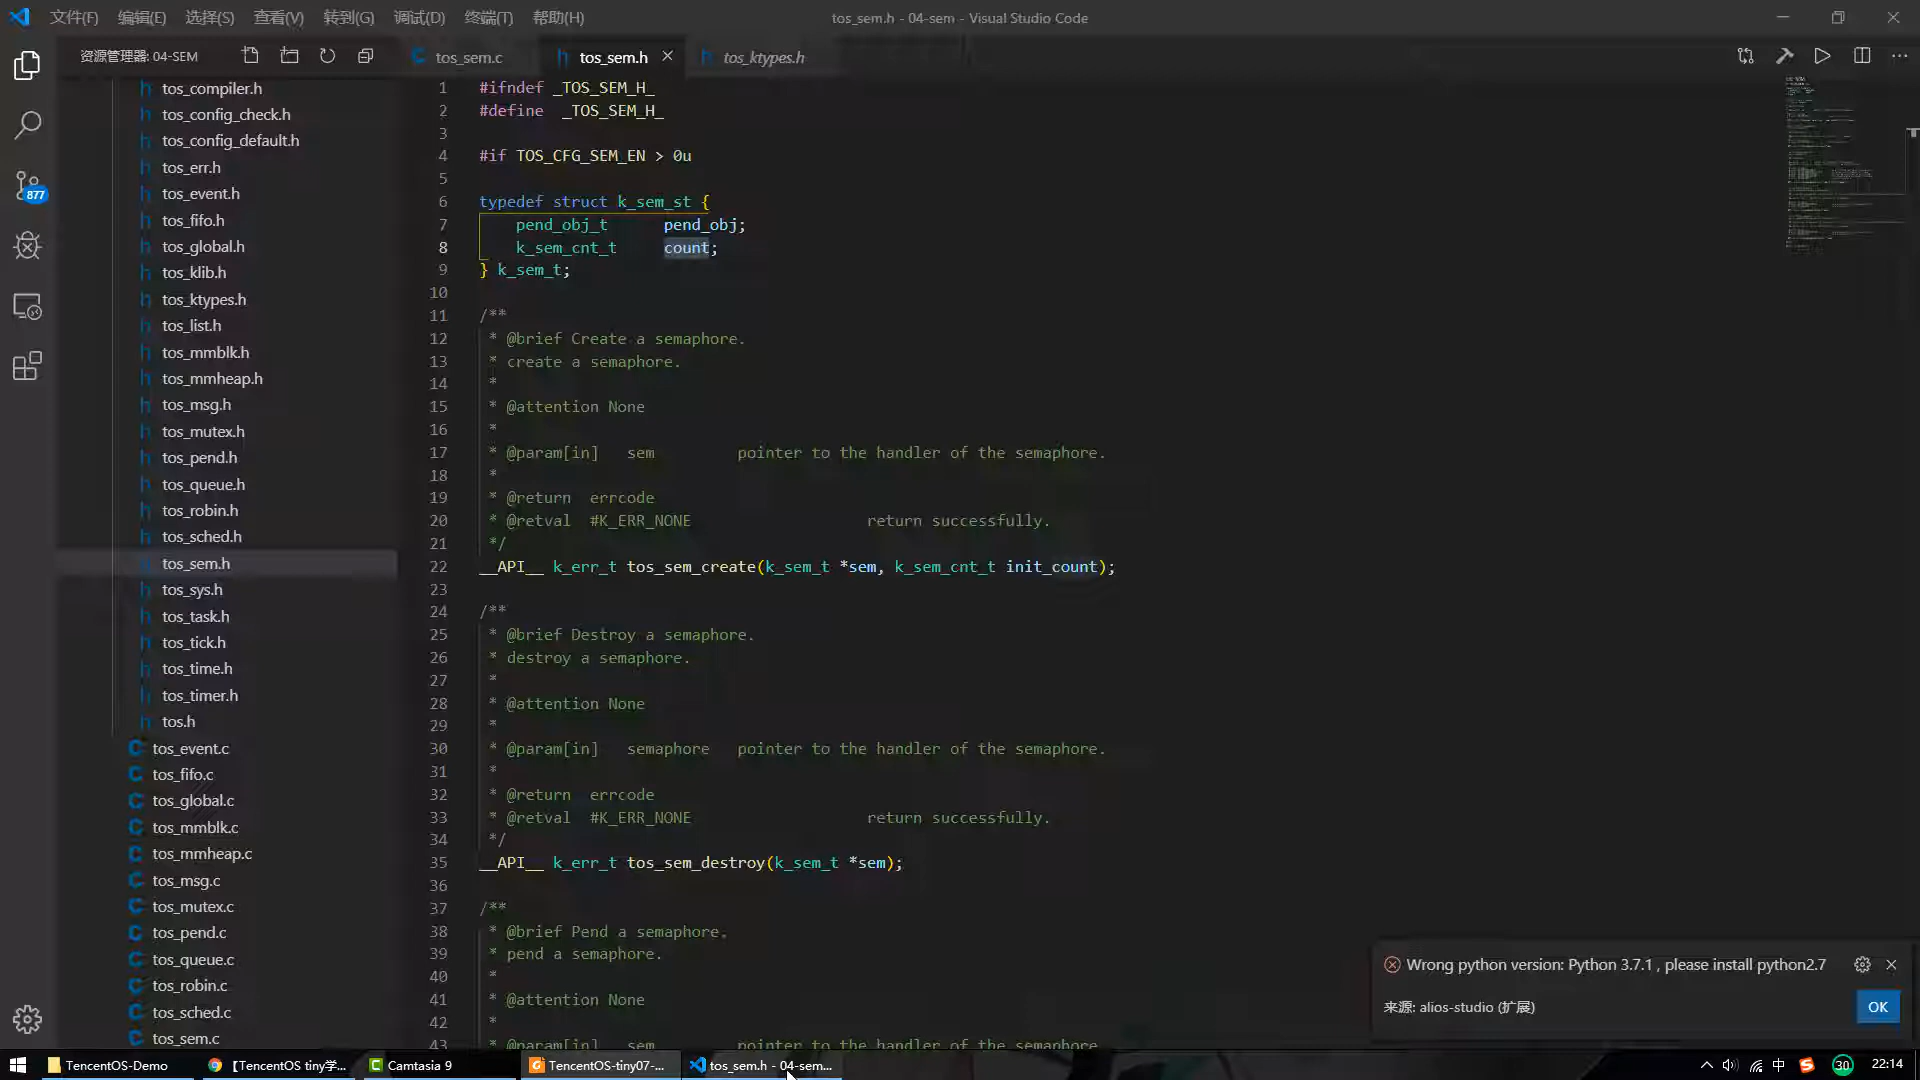 文件(F) 编辑(E) 选择(S) 查看(V) 转到(G) 调试(D) 终端(T) 帮助(H) tos_sem.h - 04-sem - Visual Studio Code
资源管理器: 04-SEM
tos_sem.c tos_sem.h tos_ktypes.h
877
tos_compiler.h
tos_config_check.h
tos_config_default.h
tos_err.h
tos_event.h
tos_fifo.h
tos_global.h
tos_klib.h
tos_ktypes.h
tos_list.h
tos_mmblk.h
tos_mmheap.h
tos_msg.h
tos_mutex.h
tos_pend.h
tos_queue.h
tos_robin.h
tos_sched.h
tos_sem.h
tos_sys.h
tos_task.h
tos_tick.h
tos_time.h
tos_timer.h
tos.h
C tos_event.c
C tos_fifo.c
C tos_global.c
C tos_mmblk.c
C tos_mmheap.c
C tos_msg.c
C tos_mutex.c
C tos_pend.c
C tos_queue.c
C tos_robin.c
C tos_sched.c
C tos_sem.c
1 #ifndef _TOS_SEM_H_
2 #define  _TOS_SEM_H_
3
4 #if TOS_CFG_SEM_EN > 0u
5
6 typedef struct k_sem_st {
7     pend_obj_t      pend_obj;
8     k_sem_cnt_t     count;
9 } k_sem_t;
10
11 /**
12  * @brief Create a semaphore.
13  * create a semaphore.
14  *
15  * @attention None
16  *
17  * @param[in]   sem         pointer to the handler of the semaphore.
18  *
19  * @return  errcode
20  * @retval  #K_ERR_NONE                   return successfully.
21  */
22 __API__ k_err_t tos_sem_create(k_sem_t *sem, k_sem_cnt_t init_count);
23
24 /**
25  * @brief Destroy a semaphore.
26  * destroy a semaphore.
27  *
28  * @attention None
29  *
30  * @param[in]   semaphore   pointer to the handler of the semaphore.
31  *
32  * @return  errcode
33  * @retval  #K_ERR_NONE                   return successfully.
34  */
35 __API__ k_err_t tos_sem_destroy(k_sem_t *sem);
36
37 /**
38  * @brief Pend a semaphore.
39  * pend a semaphore.
40  *
41  * @attention None
42  *
43  * @param[in]   sem         pointer to the handler of the semaphore.
Wrong python version: Python 3.7.1 , please install python2.7
来源: alios-studio (扩展)
OK
TencentOS-Demo 【TencentOS tiny学... Camtasia 9 TencentOS-tiny07-... tos_sem.h - 04-sem... 中 30 22:14